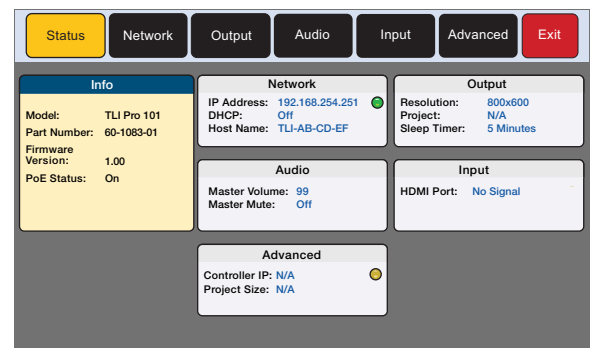 Status Network Output Audio Input Advanced Exit
Info
Model: TLI Pro 101
Part Number: 60-1083-01
Firmware
Version: 1.00
PoE Status: On
Network
IP Address: 192.168.254.251
DHCP: Off
Host Name: TLI-AB-CD-EF
Output
Resolution: 800x600
Project: N/A
Sleep Timer: 5 Minutes
Audio
Master Volume: 99
Master Mute: Off
Input
HDMI Port: No Signal
Advanced
Controller IP: N/A
Project Size: N/A